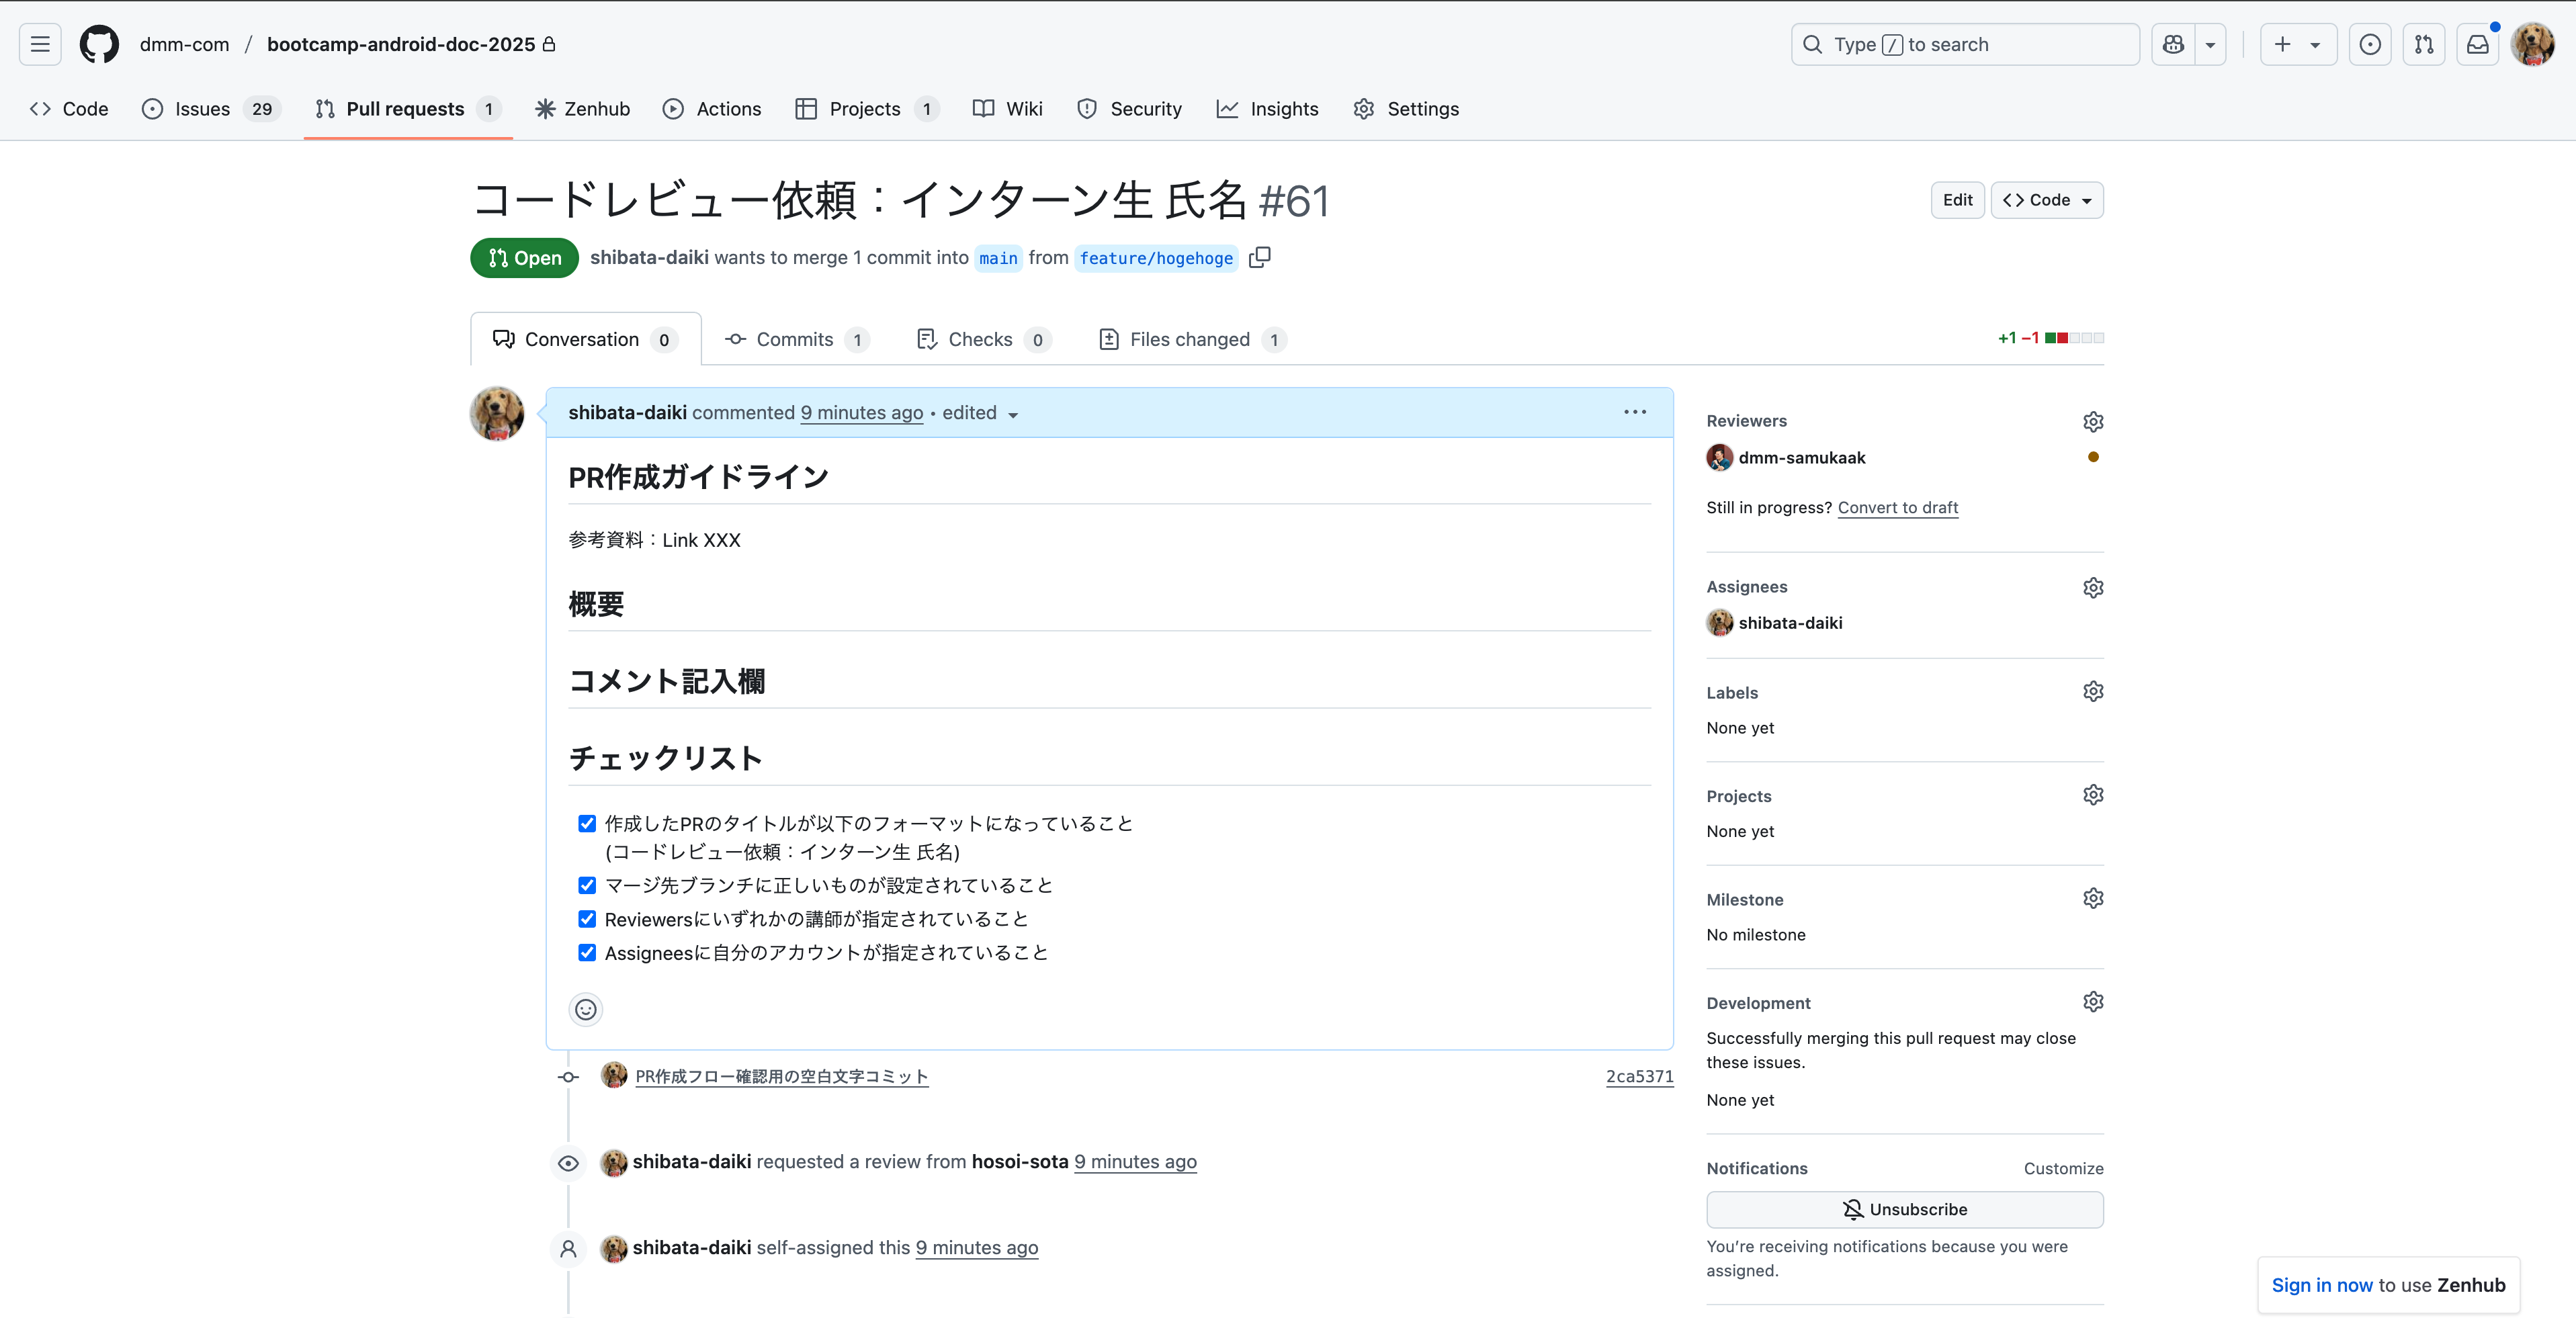 dmm-com / bootcamp-android-doc-2025
Type / to search
Code
Issues 29
Pull requests 1
Zenhub
Actions
Projects 1
Wiki
Security
Insights
Settings
コードレビュー依頼：インターン生 氏名 #61
Edit
Code
Open
shibata-daiki wants to merge 1 commit into main from feature/hogehoge
Conversation 0
Commits 1
Checks 0
Files changed 1
+1 −1
shibata-daiki commented 9 minutes ago • edited
PR作成ガイドライン
参考資料：Link XXX
概要
コメント記入欄
チェックリスト
作成したPRのタイトルが以下のフォーマットになっていること
(コードレビュー依頼：インターン生 氏名)
マージ先ブランチに正しいものが設定されていること
Reviewersにいずれかの講師が指定されていること
Assigneesに自分のアカウントが指定されていること
PR作成フロー確認用の空白文字コミット
2ca5371
shibata-daiki requested a review from hosoi-sota 9 minutes ago
shibata-daiki self-assigned this 9 minutes ago
Reviewers
dmm-samukaak
Still in progress? Convert to draft
Assignees
shibata-daiki
Labels
None yet
Projects
None yet
Milestone
No milestone
Development
Successfully merging this pull request may close
these issues.
None yet
Notifications
Customize
Unsubscribe
You’re receiving notifications because you were
assigned.
Sign in now to use Zenhub